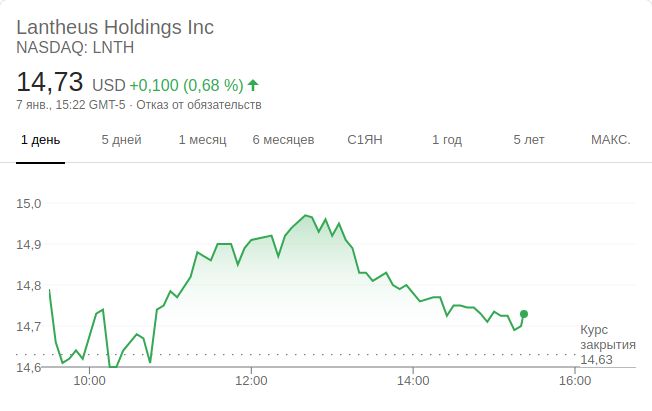 Lantheus Holdings Inc
NASDAQ: LNTH
14,73 USD +0,100 (0,68 %)
7 янв., 15:22 GMT-5 · Отказ от обязательств
1 день 5 дней 1 месяц 6 месяцев С1ЯН 1 год 5 лет МАКС.
15,0
14,9
14,8
14,7
14,6
Курс
закрытия
14,63
10:00 12:00 14:00 16:00